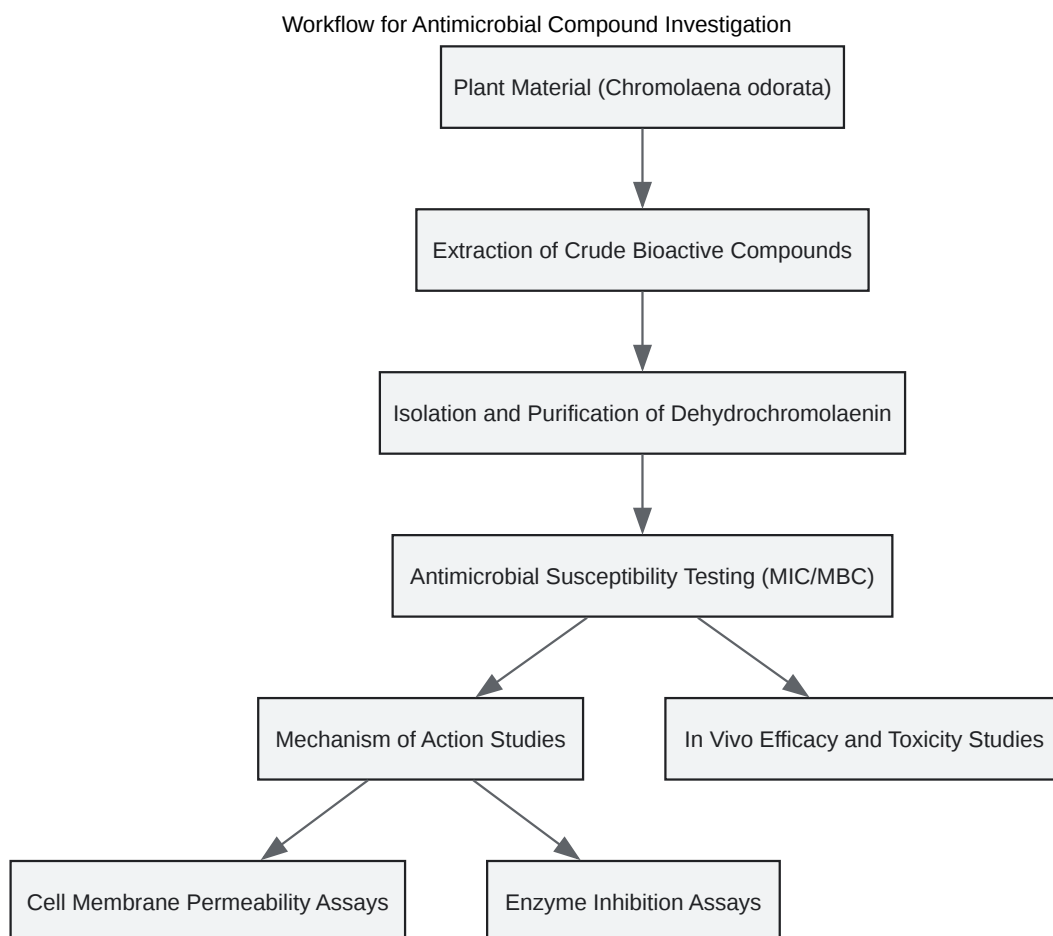 Workflow for Antimicrobial Compound Investigation
Plant Material (Chromolaena odorata)
Extraction of Crude Bioactive Compounds
Isolation and Purification of Dehydrochromolaenin
Antimicrobial Susceptibility Testing (MIC/MBC)
Mechanism of Action Studies
In Vivo Efficacy and Toxicity Studies
Cell Membrane Permeability Assays
Enzyme Inhibition Assays